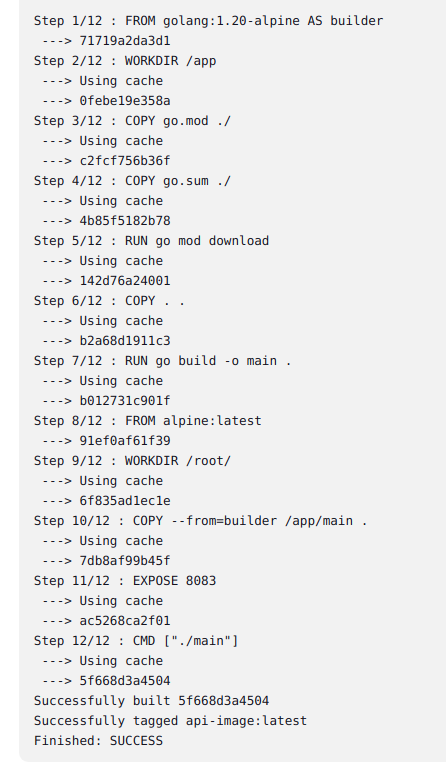 Step 1/12 : FROM golang:1.20-alpine AS builder
 ---> 71719a2da3d1
Step 2/12 : WORKDIR /app
 ---> Using cache
 ---> 0febe19e358a
Step 3/12 : COPY go.mod ./
 ---> Using cache
 ---> c2fcf756b36f
Step 4/12 : COPY go.sum ./
 ---> Using cache
 ---> 4b85f5182b78
Step 5/12 : RUN go mod download
 ---> Using cache
 ---> 142d76a24001
Step 6/12 : COPY . .
 ---> Using cache
 ---> b2a68d1911c3
Step 7/12 : RUN go build -o main .
 ---> Using cache
 ---> b012731c901f
Step 8/12 : FROM alpine:latest
 ---> 91ef0af61f39
Step 9/12 : WORKDIR /root/
 ---> Using cache
 ---> 6f835ad1ec1e
Step 10/12 : COPY --from=builder /app/main .
 ---> Using cache
 ---> 7db8af99b45f
Step 11/12 : EXPOSE 8083
 ---> Using cache
 ---> ac5268ca2f01
Step 12/12 : CMD ["./main"]
 ---> Using cache
 ---> 5f668d3a4504
Successfully built 5f668d3a4504
Successfully tagged api-image:latest
Finished: SUCCESS